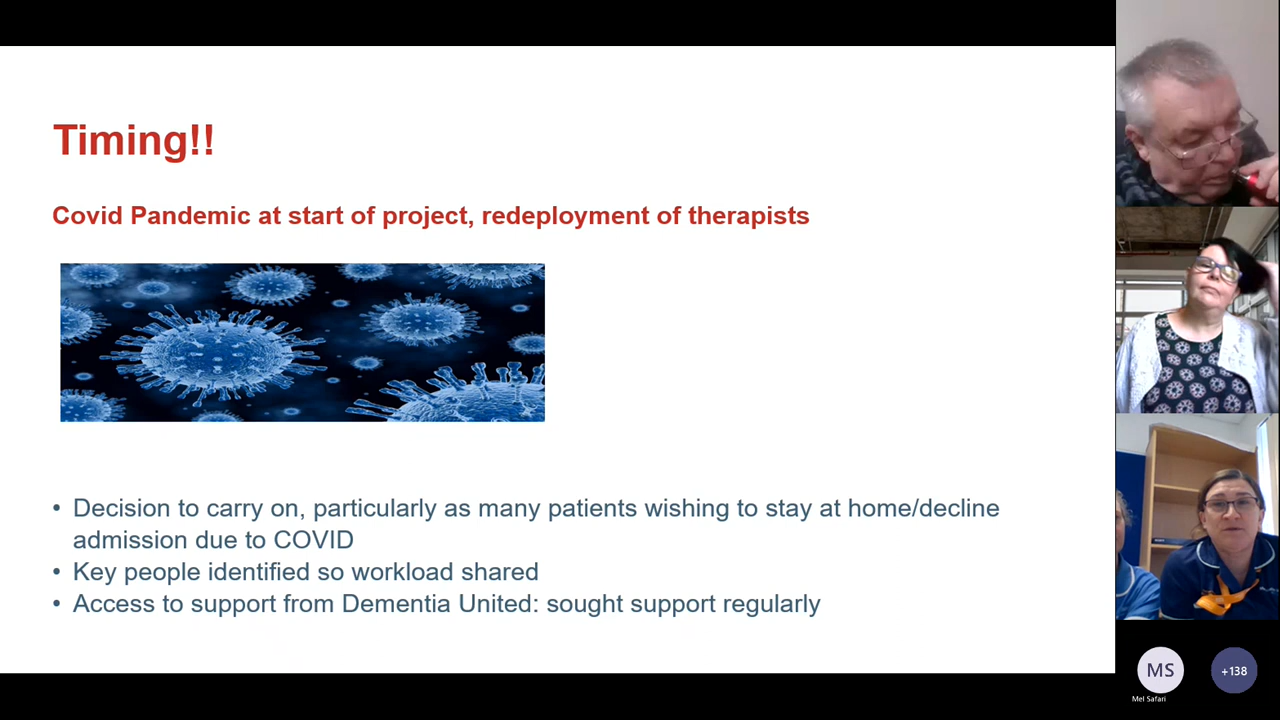 Timing!!
Covid Pandemic at start of project, redeployment of therapists
• Decision to carry on, particularly as many patients wishing to stay at home/decline
admission due to COVID
• Key people identified so workload shared
• Access to support from Dementia United: sought support regularly
MS
+138
Mel Safari